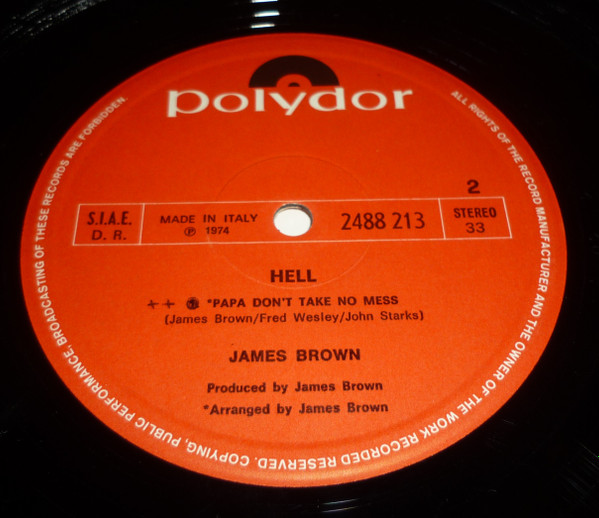 polydor
S.I.A.E.
D. R.
MADE IN ITALY
℗ 1974
2488 213
2
STEREO
33
HELL
++ *PAPA DON'T TAKE NO MESS
(James Brown/Fred Wesley/John Starks)
JAMES BROWN
Produced by James Brown
*Arranged by James Brown
ALL RIGHTS OF THE RECORD MANUFACTURER AND THE OWNER OF THE WORK RECORDED RESERVED. COPYING, PUBLIC PERFORMANCE, BROADCASTING OF THESE RECORDS ARE FORBIDDEN.